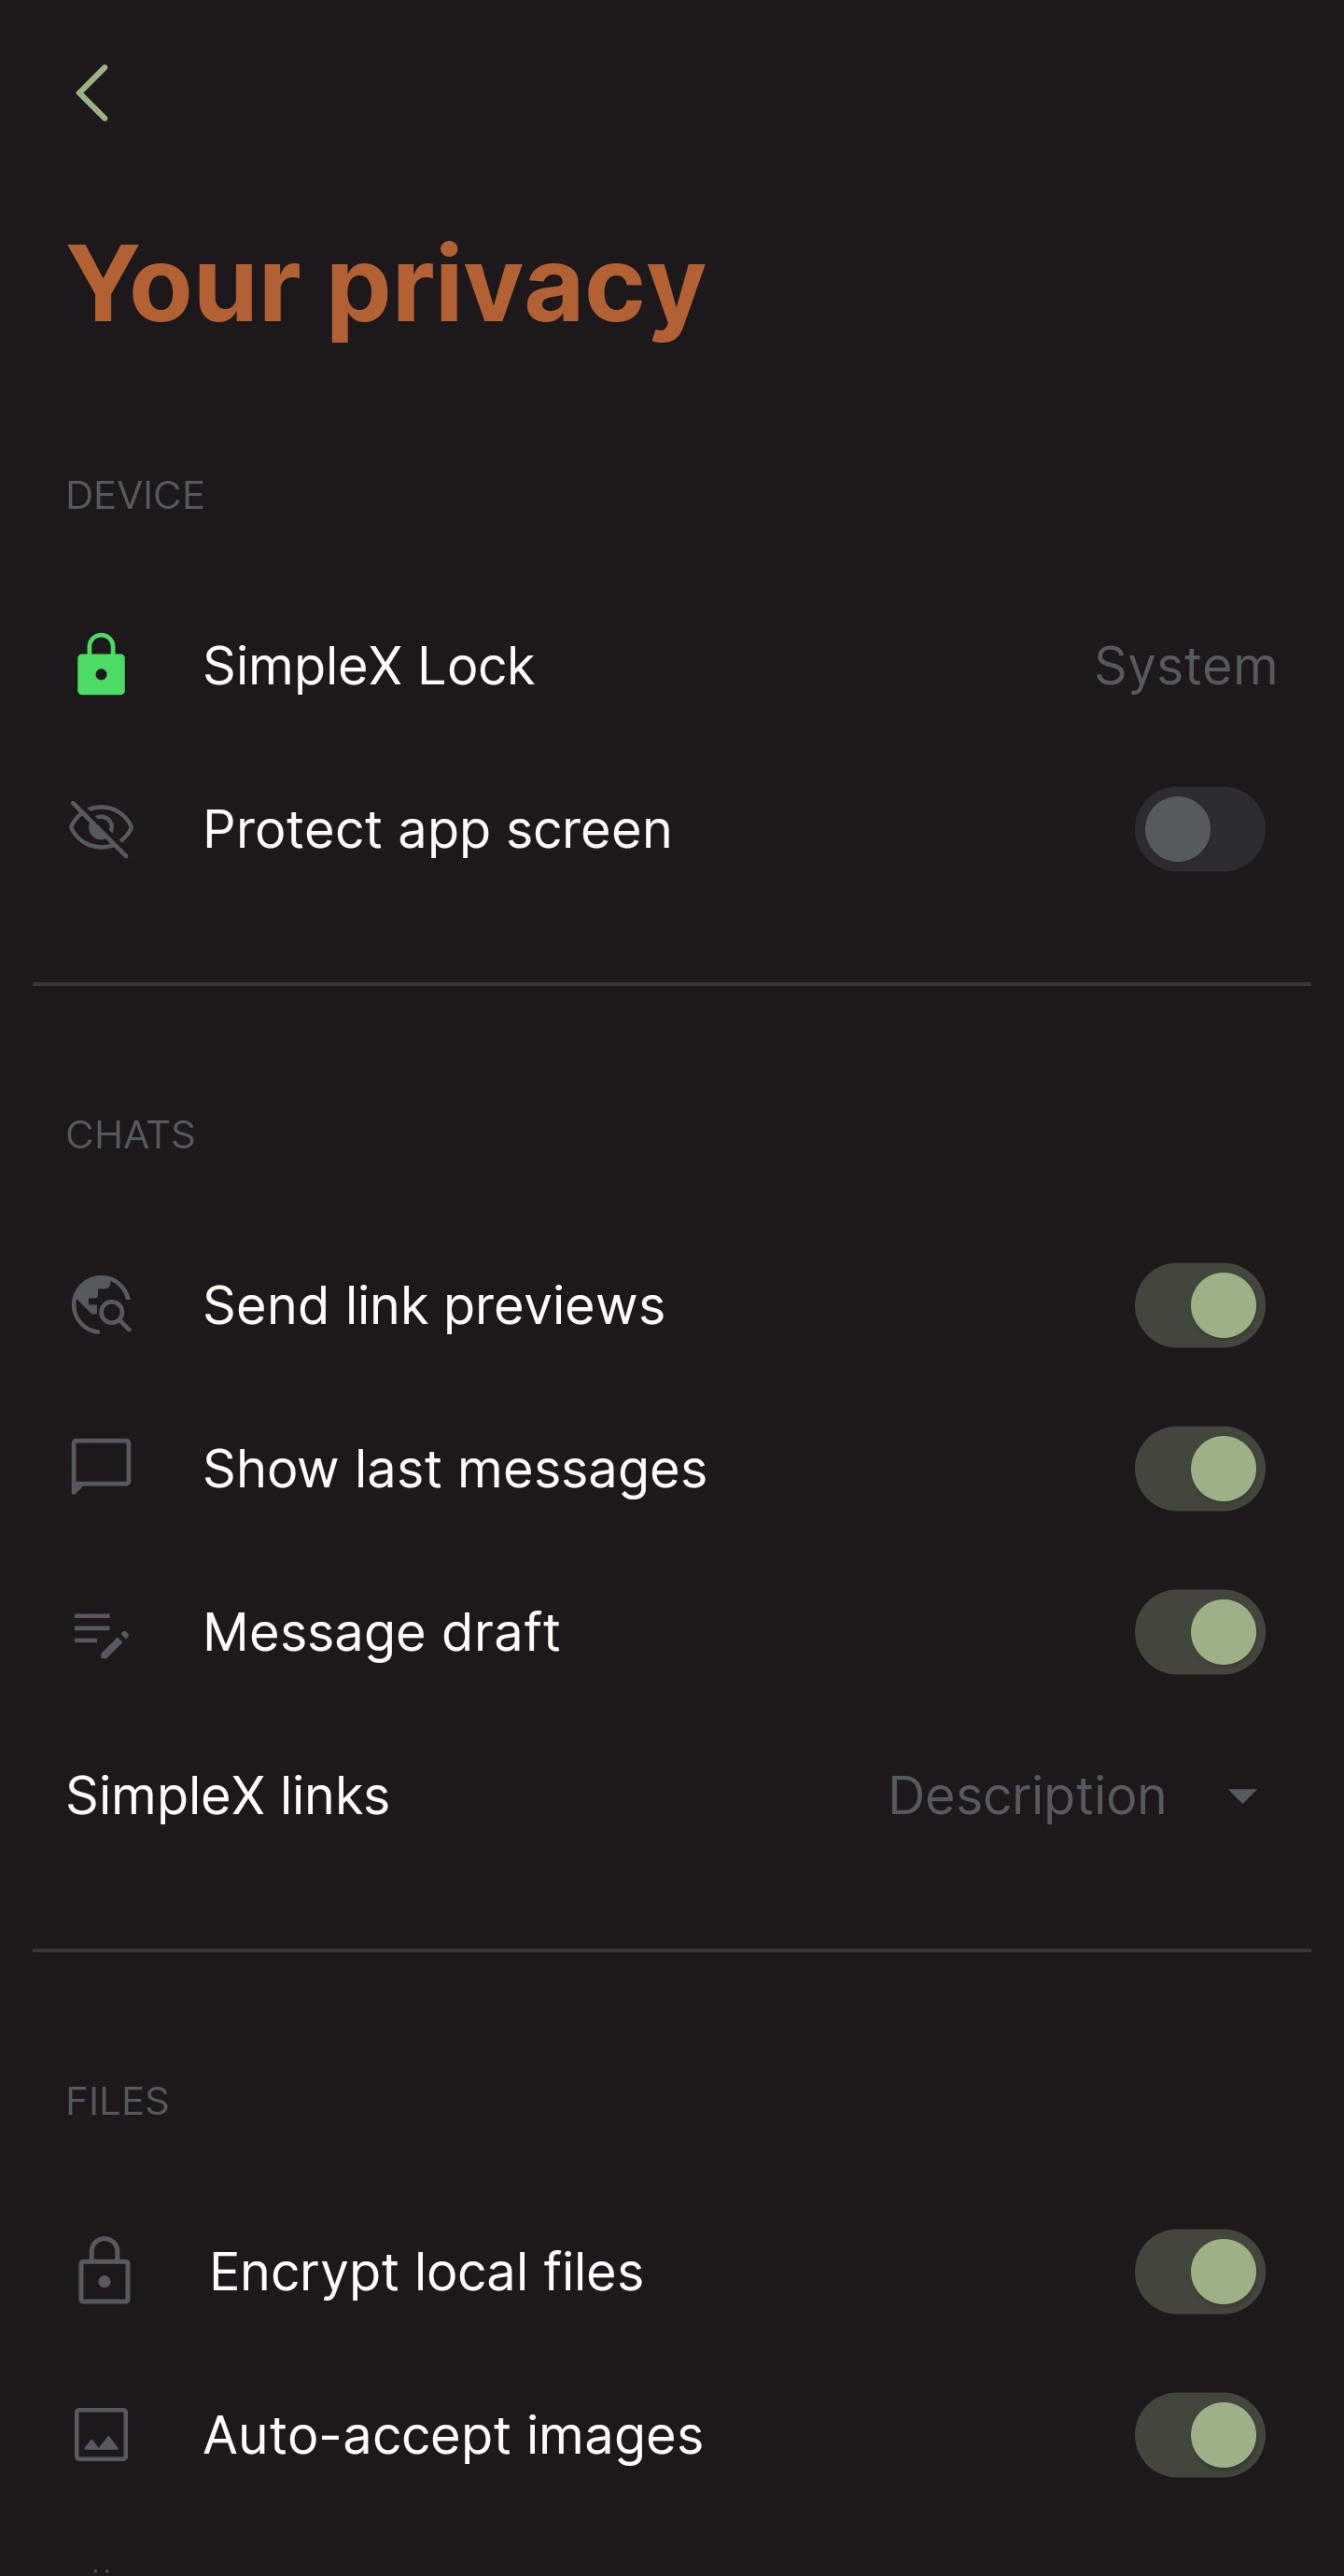 Your privacy
DEVICE
SimpleX Lock System
Protect app screen
CHATS
Send link previews
Show last messages
Message draft
SimpleX links Description
FILES
Encrypt local files
Auto-accept images